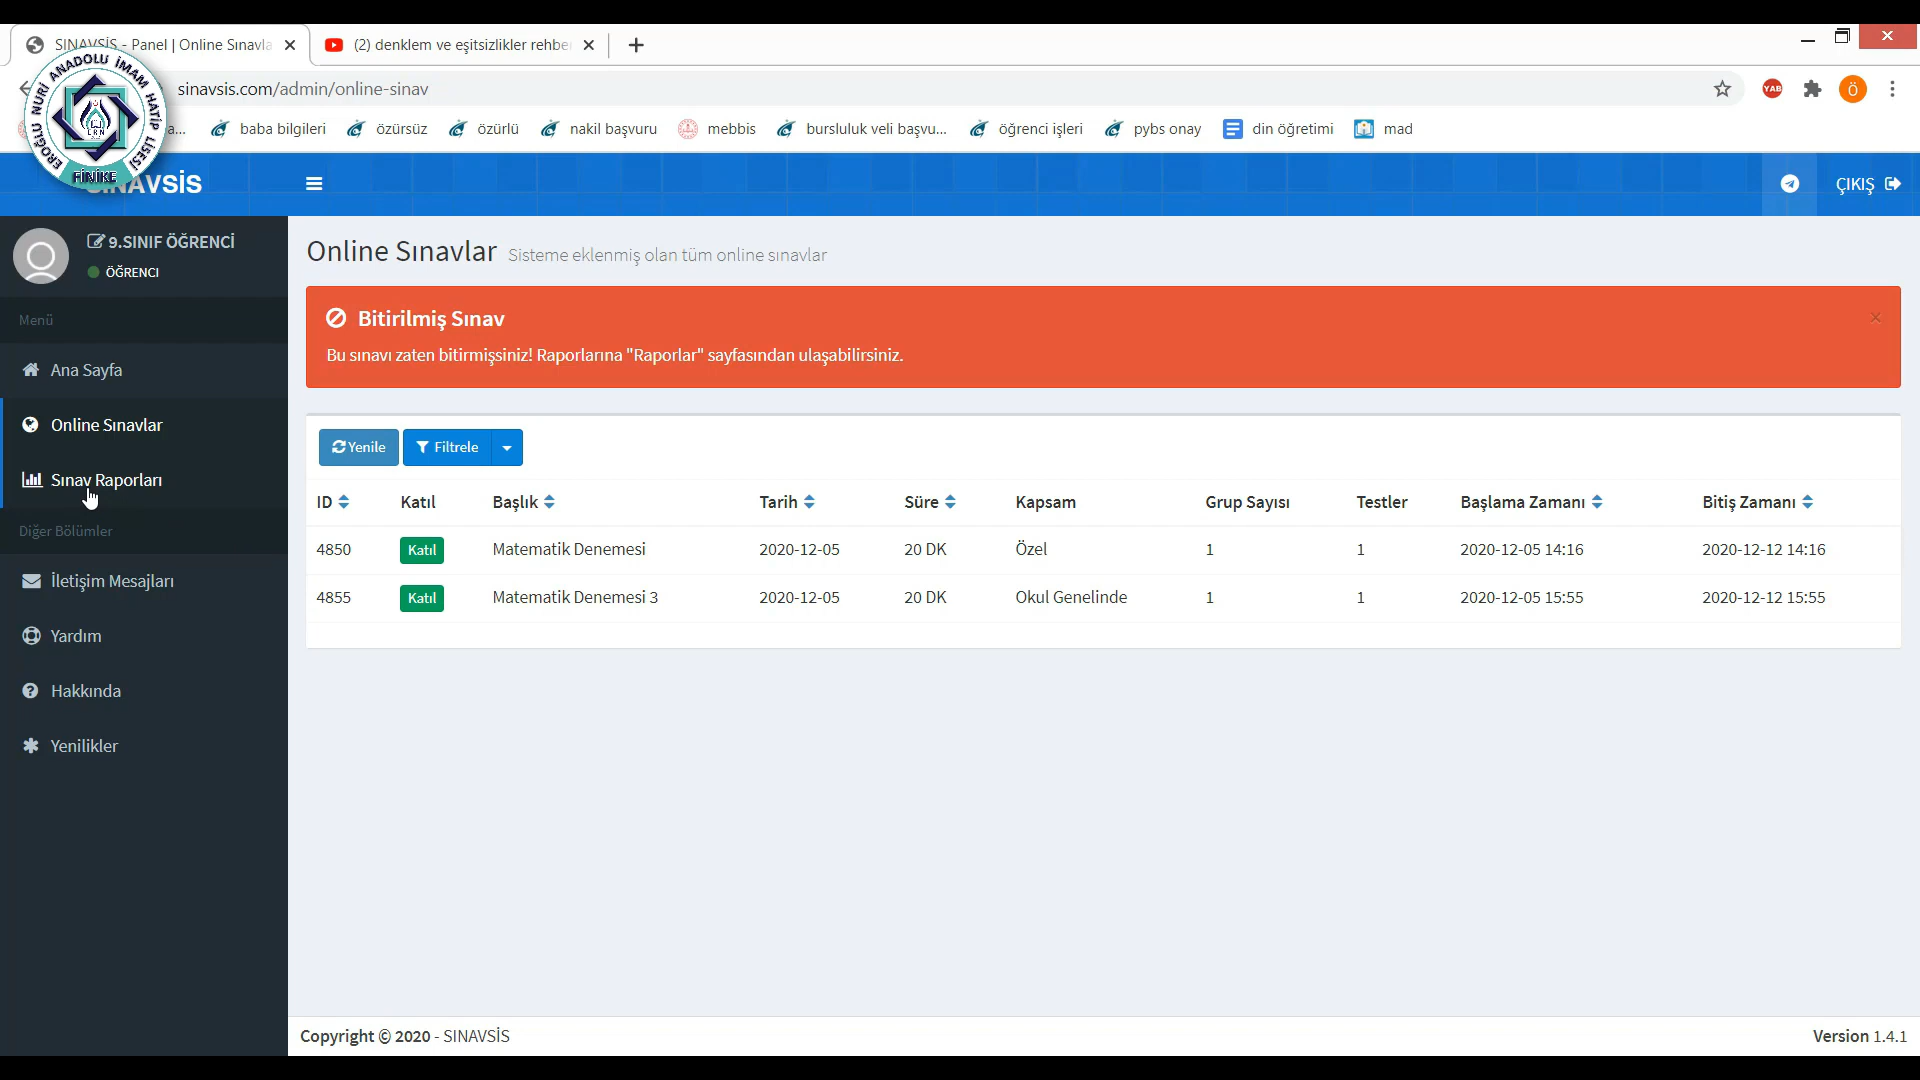 SINAVSİS - Panel | Online Sınavla
(2) denklem ve eşitsizlikler rehbe
sinavsis.com/admin/online-sinav
YAB
Ö
a...
baba bilgileri
özürsüz
özürlü
nakil başvuru
mebbis
bursluluk veli başvu...
öğrenci işleri
pybs onay
din öğretimi
mad
EROĞLU NURİ ANADOLU İMAM HATİP LİSESİ
FİNİKE
SINAVSİS
ÇIKIŞ
9.SINIF ÖĞRENCİ
ÖĞRENCI
Menü
Ana Sayfa
Online Sınavlar
Sınav Raporları
Diğer Bölümler
İletişim Mesajları
Yardım
Hakkında
Yenilikler
Online Sınavlar Sisteme eklenmiş olan tüm online sınavlar
Bitirilmiş Sınav
×
Bu sınavı zaten bitirmişsiniz! Raporlarına "Raporlar" sayfasından ulaşabilirsiniz.
Yenile Filtrele
ID Katıl Başlık Tarih Süre Kapsam Grup Sayısı Testler Başlama Zamanı Bitiş Zamanı
4850 Katıl Matematik Denemesi 2020-12-05 20 DK Özel 1 1 2020-12-05 14:16 2020-12-12 14:16
4855 Katıl Matematik Denemesi 3 2020-12-05 20 DK Okul Genelinde 1 1 2020-12-05 15:55 2020-12-12 15:55
Copyright © 2020 - SINAVSİS
Version 1.4.1